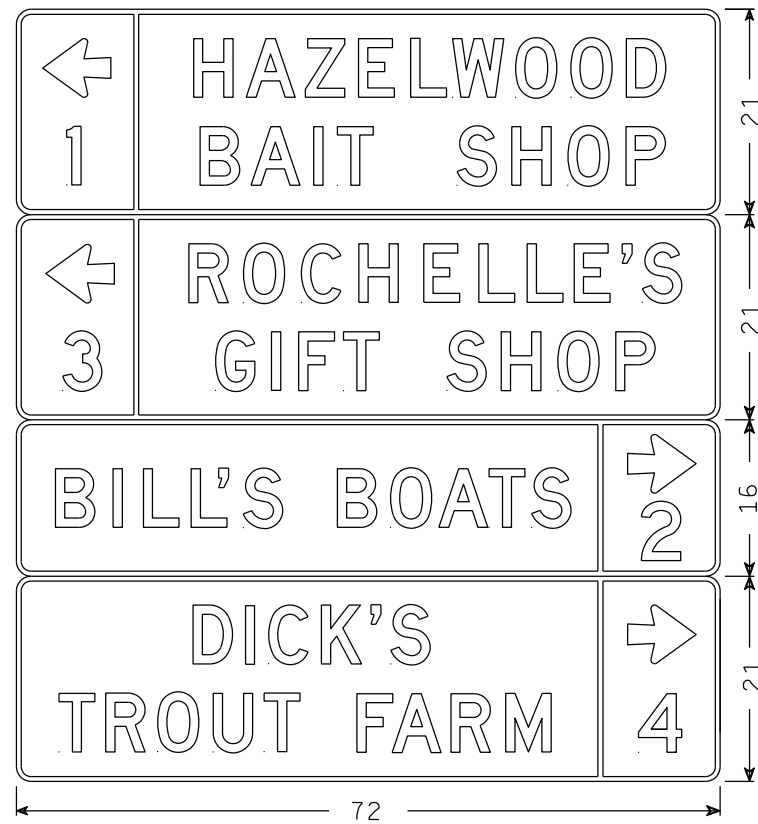 HAZELWOOD
BAIT SHOP
1
21
ROCHELLE'S
GIFT SHOP
3
21
BILL'S BOATS
2
16
DICK'S
TROUT FARM
4
21
72